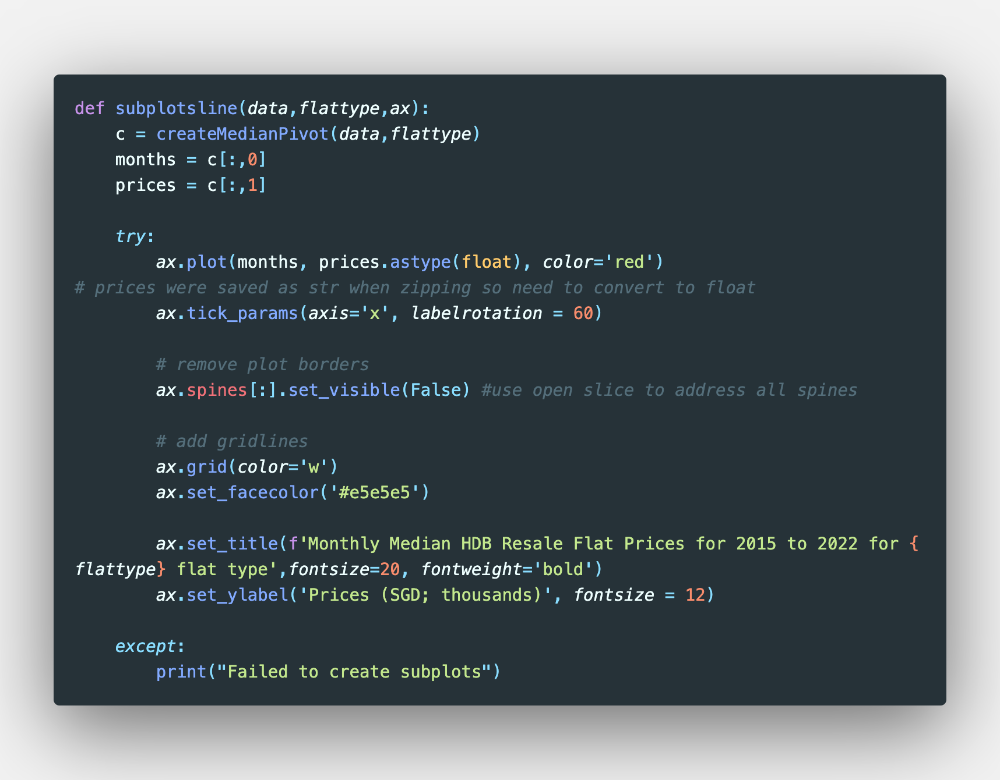 def subplotsline(data,flattype,ax):
    c = createMedianPivot(data,flattype)
    months = c[:,0]
    prices = c[:,1]

    try:
        ax.plot(months, prices.astype(float), color='red')
# prices were saved as str when zipping so need to convert to float
        ax.tick_params(axis='x', labelrotation = 60)

        # remove plot borders
        ax.spines[:].set_visible(False) #use open slice to address all spines

        # add gridlines
        ax.grid(color='w')
        ax.set_facecolor('#e5e5e5')

        ax.set_title(f'Monthly Median HDB Resale Flat Prices for 2015 to 2022 for {
flattype} flat type',fontsize=20, fontweight='bold')
        ax.set_ylabel('Prices (SGD; thousands)', fontsize = 12)

    except:
        print("Failed to create subplots")